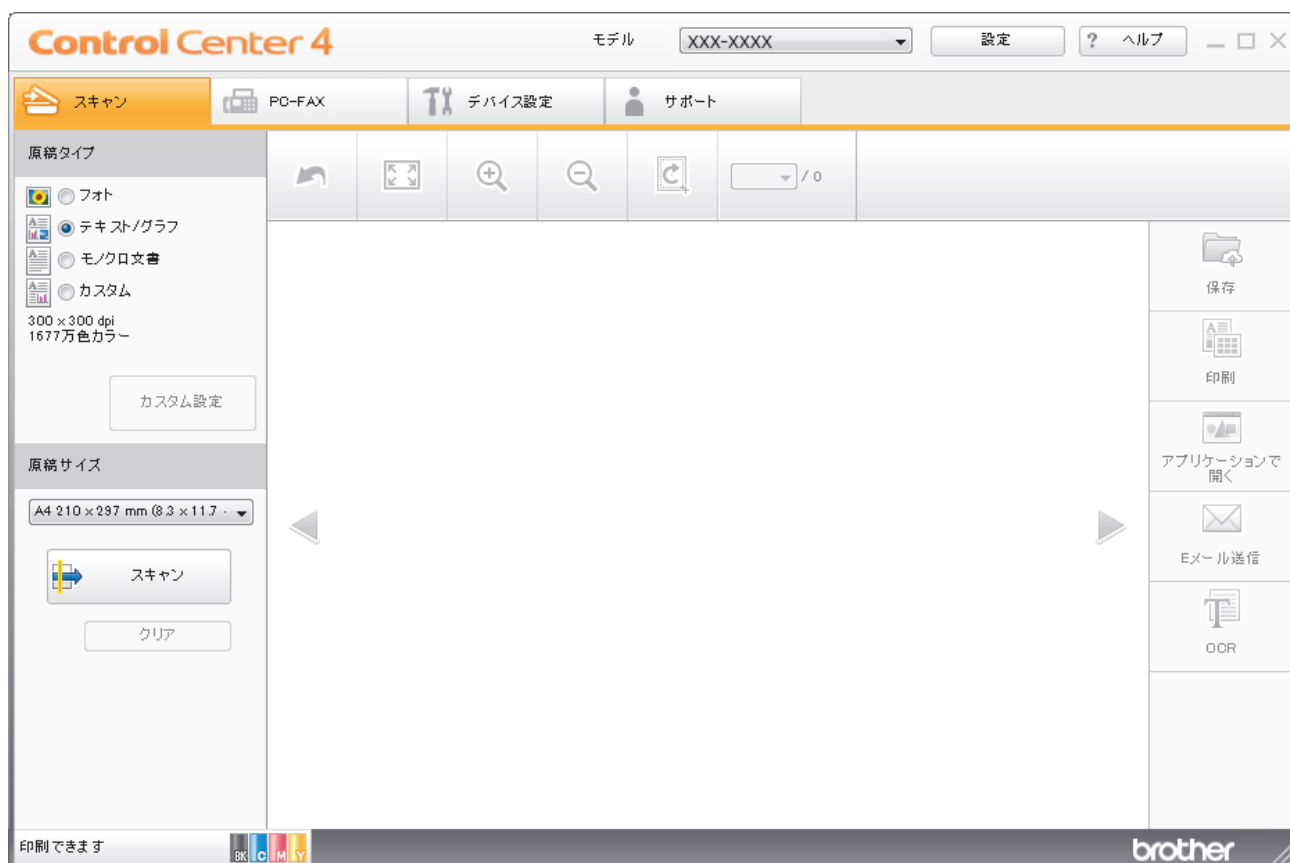 Control Center 4
モデル
XXX-XXXX
設定
? ヘルプ
スキャン
PC-FAX
デバイス設定
サポート
原稿タイプ
フォト
テキスト/グラフ
モノクロ文書
カスタム
300 x 300 dpi
1677万色カラー
カスタム設定
原稿サイズ
A4 210 x 297 mm (8.3 x 11.7
スキャン
クリア
/ 0
保存
印刷
アプリケーションで
開く
Eメール送信
OCR
印刷できます
BK C M Y
brother